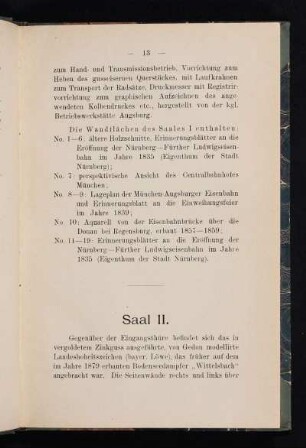 — 13 —
zum Hand- und Transmissionsbetrieb, Vorrichtung zum
Heben des gusseisernen Querstückes, mit Laufkrahnen
zum Transport der Radsätze, Druckmesser mit Registrir-
vorrichtung zum graphischen Aufzeichnen des ange-
wendeten Kolbendruckes etc., hergestellt von der kgl.
Betriebswerkstätte Augsburg.
Die Wandflächen des Saales I enthalten:
No. 1—6: ältere Holzschnitte, Erinnerungsblätter an die
Eröffnung der Nürnberg—Fürther Ludwigseisen-
bahn im Jahre 1835 (Eigenthum der Stadt
Nürnberg);
No. 7: perspektivische Ansicht des Centralbahnhofes
München;
No. 8—9: Lageplan der München-Augsburger Eisenbahn
und Erinnerungsblatt an die Einweihungsfeier
im Jahre 1839;
No. 10: Aquarell von der Eisenbahnbrücke über die
Donau bei Regensburg, erbaut 1857—1859;
No. 11—19: Erinnerungsblätter an die Eröffnung der
Nürnberg—Fürther Ludwigseisenbahn im Jahre
1835 (Eigenthum der Stadt Nürnberg).
Saal II.
Gegenüber der Eingangsthüre befindet sich das in
vergoldetem Zinkguss ausgeführte, von Gedon modellirte
Landeshoheitszeichen (bayer. Löwe), das früher auf dem
im Jahre 1879 erbauten Bodenseedampfer „Wittelsbach“
angebracht war. Die Seitenwände rechts und links über